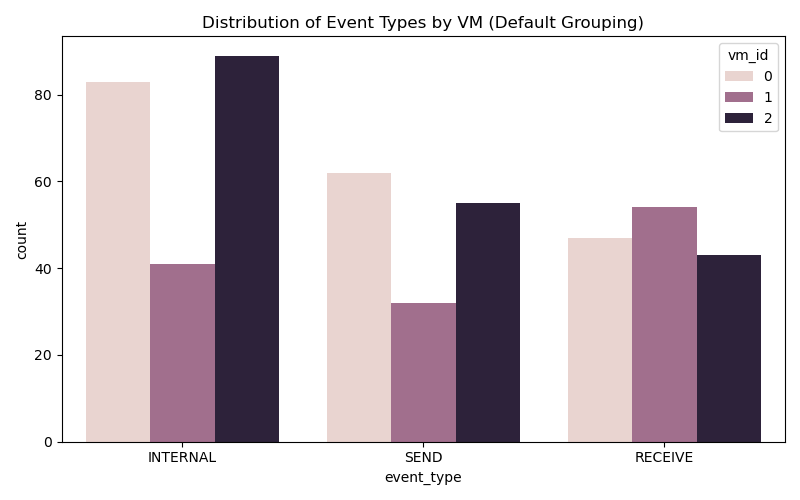 Distribution of Event Types by VM (Default Grouping)
vm_id
0
1
2
80
60
40
20
0
count
INTERNAL SEND RECEIVE
event_type